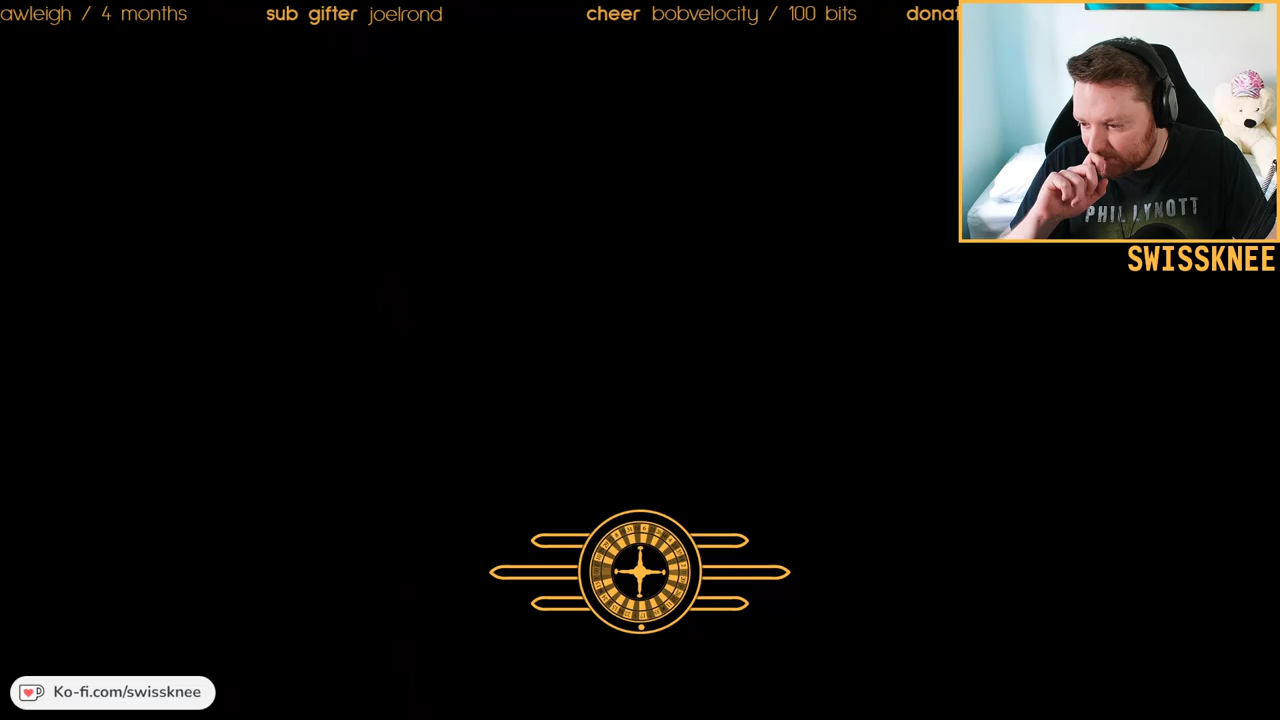 awleigh / 4 months sub gifter joelrond cheer bobvelocity / 100 bits donat
PHIL LYNOTT
SWISSKNEE
Ko-fi.com/swissknee